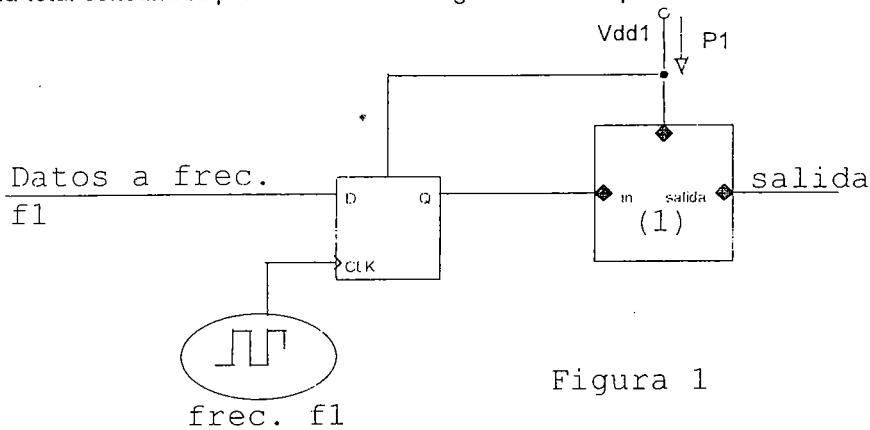 Vdd1 P1
Datos a frec.
f1
D Q
CLK
in salida
(1)
salida
frec. f1
Figura 1